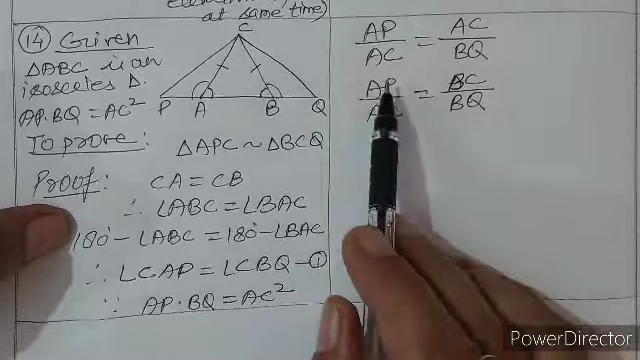 at same time)
(14) Given
ΔABC is an
isosceles Δ.
AP·BQ = AC²
C
P A B Q
To prove: ΔAPC ~ ΔBCQ
Proof: CA = CB
∴ ∠ABC = ∠BAC
180° - ∠ABC = 180° - ∠BAC
∴ ∠CAP = ∠CBQ - ①
∵ AP·BQ = AC²
AP/AC = AC/BQ
AP/AC = BC/BQ
PowerDirector